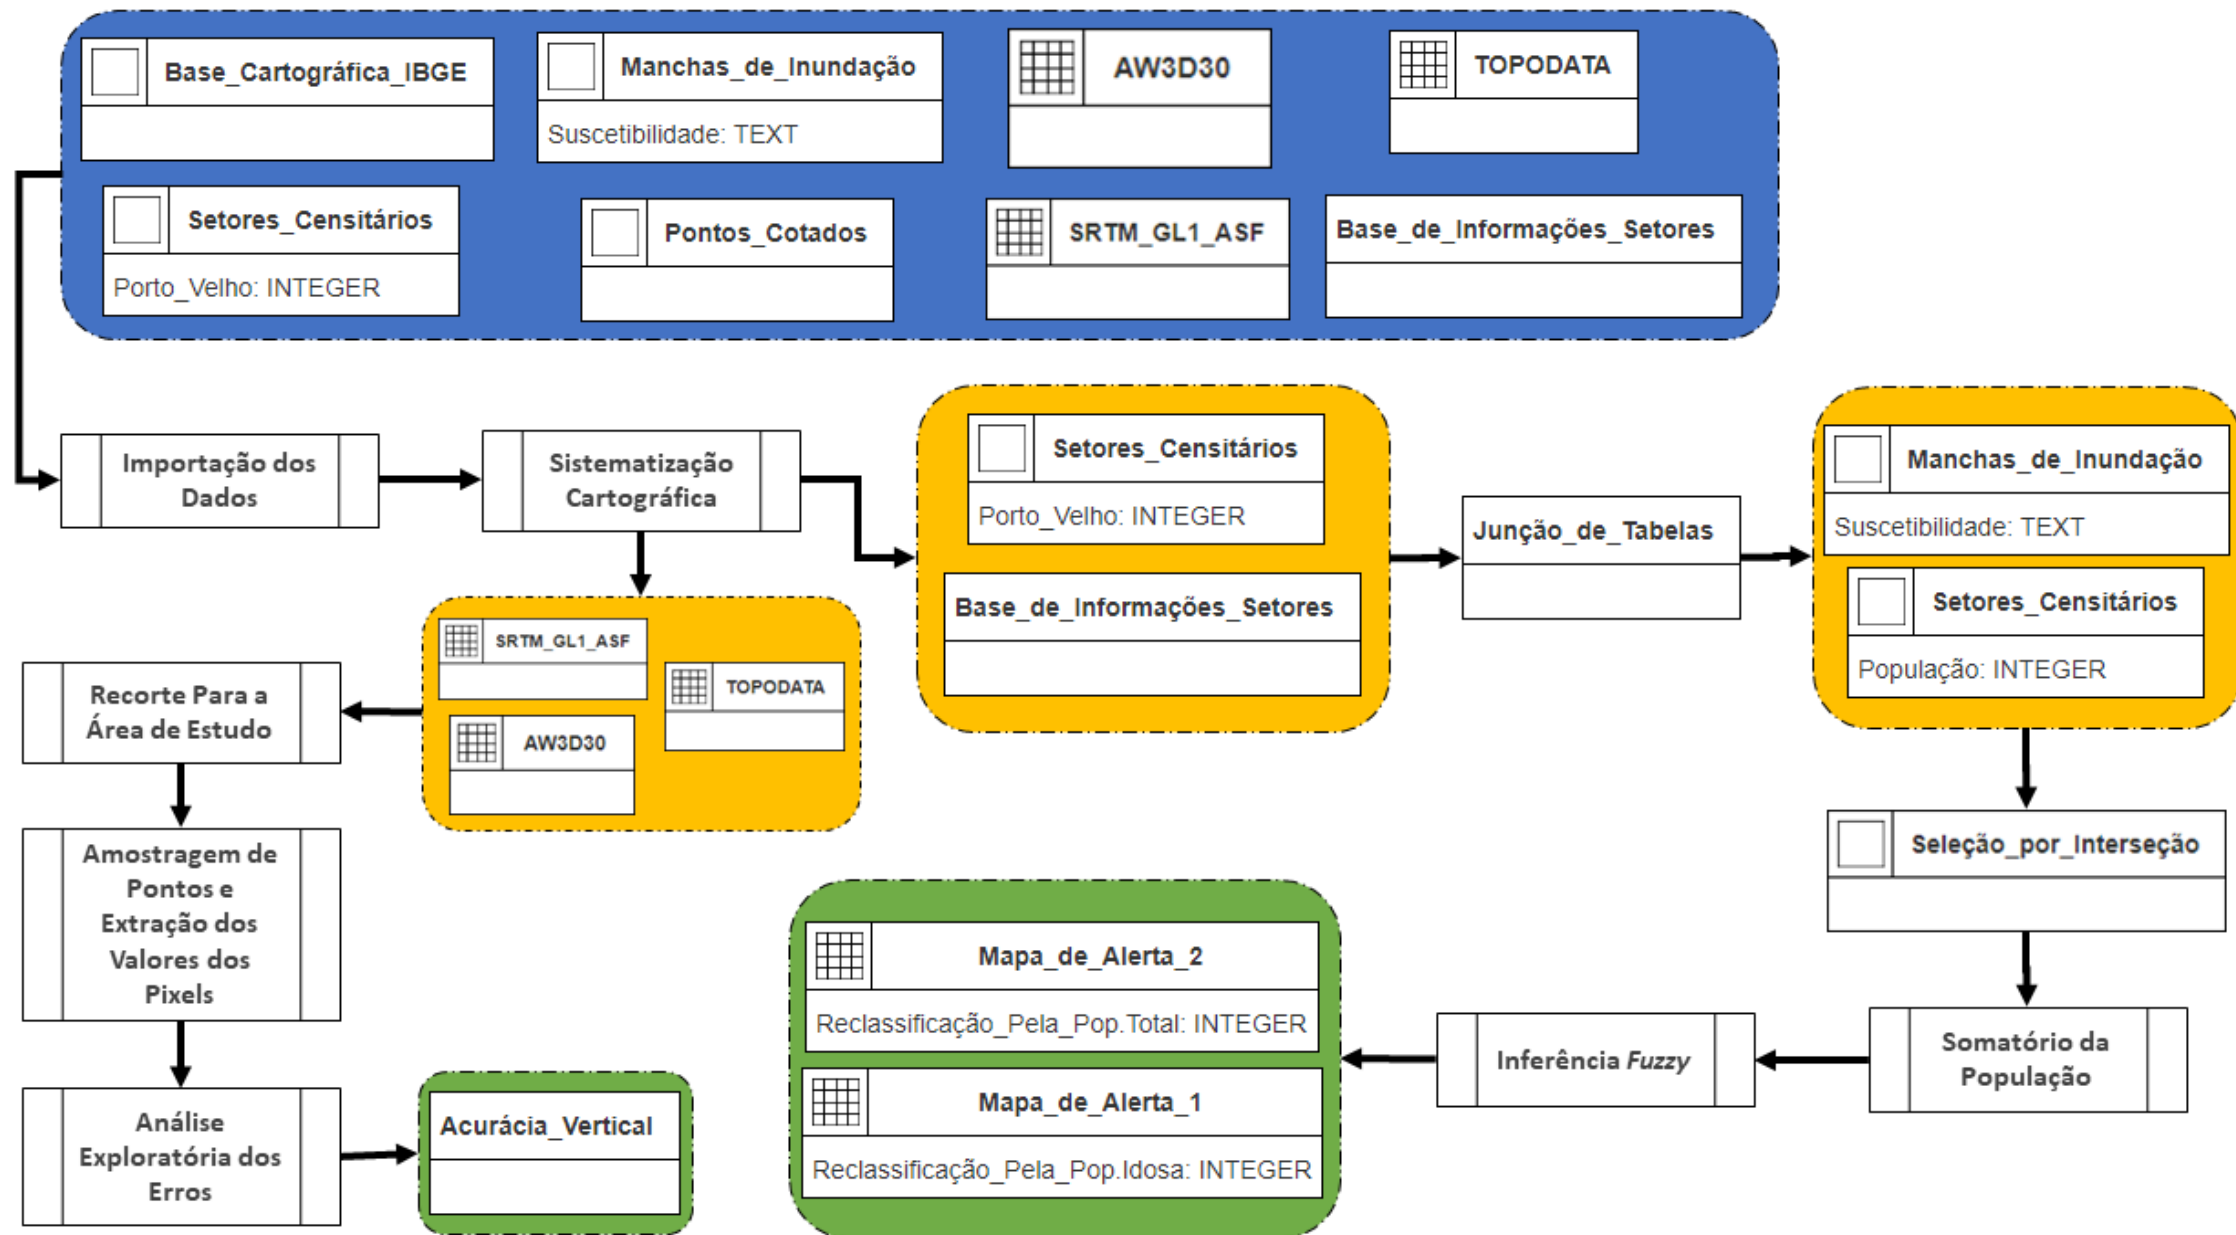 Base_Cartográfica_IBGE
Manchas_de_Inundação
Suscetibilidade: TEXT
AW3D30
TOPODATA
Setores_Censitários
Porto_Velho: INTEGER
Pontos_Cotados
SRTM_GL1_ASF
Base_de_Informações_Setores
Importação dos
Dados
Sistematização
Cartográfica
Setores_Censitários
Porto_Velho: INTEGER
Base_de_Informações_Setores
Junção_de_Tabelas
Manchas_de_Inundação
Suscetibilidade: TEXT
Setores_Censitários
População: INTEGER
SRTM_GL1_ASF
TOPODATA
AW3D30
Recorte Para a
Área de Estudo
Amostragem de
Pontos e
Extração dos
Valores dos
Pixels
Análise
Exploratória dos
Erros
Acurácia_Vertical
Seleção_por_Interseção
Somatório da
População
Inferência Fuzzy
Mapa_de_Alerta_2
Reclassificação_Pela_Pop.Total: INTEGER
Mapa_de_Alerta_1
Reclassificação_Pela_Pop.Idosa: INTEGER